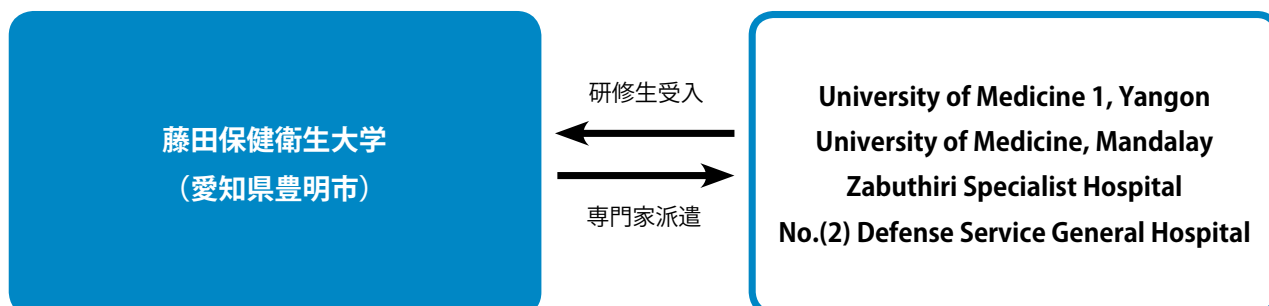 藤田保健衛生大学
（愛知県豊明市）
研修生受入
専門家派遣
University of Medicine 1, Yangon
University of Medicine, Mandalay
Zabuthiri Specialist Hospital
No.(2) Defense Service General Hospital